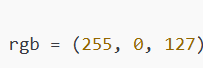 rgb = (255, 0, 127)